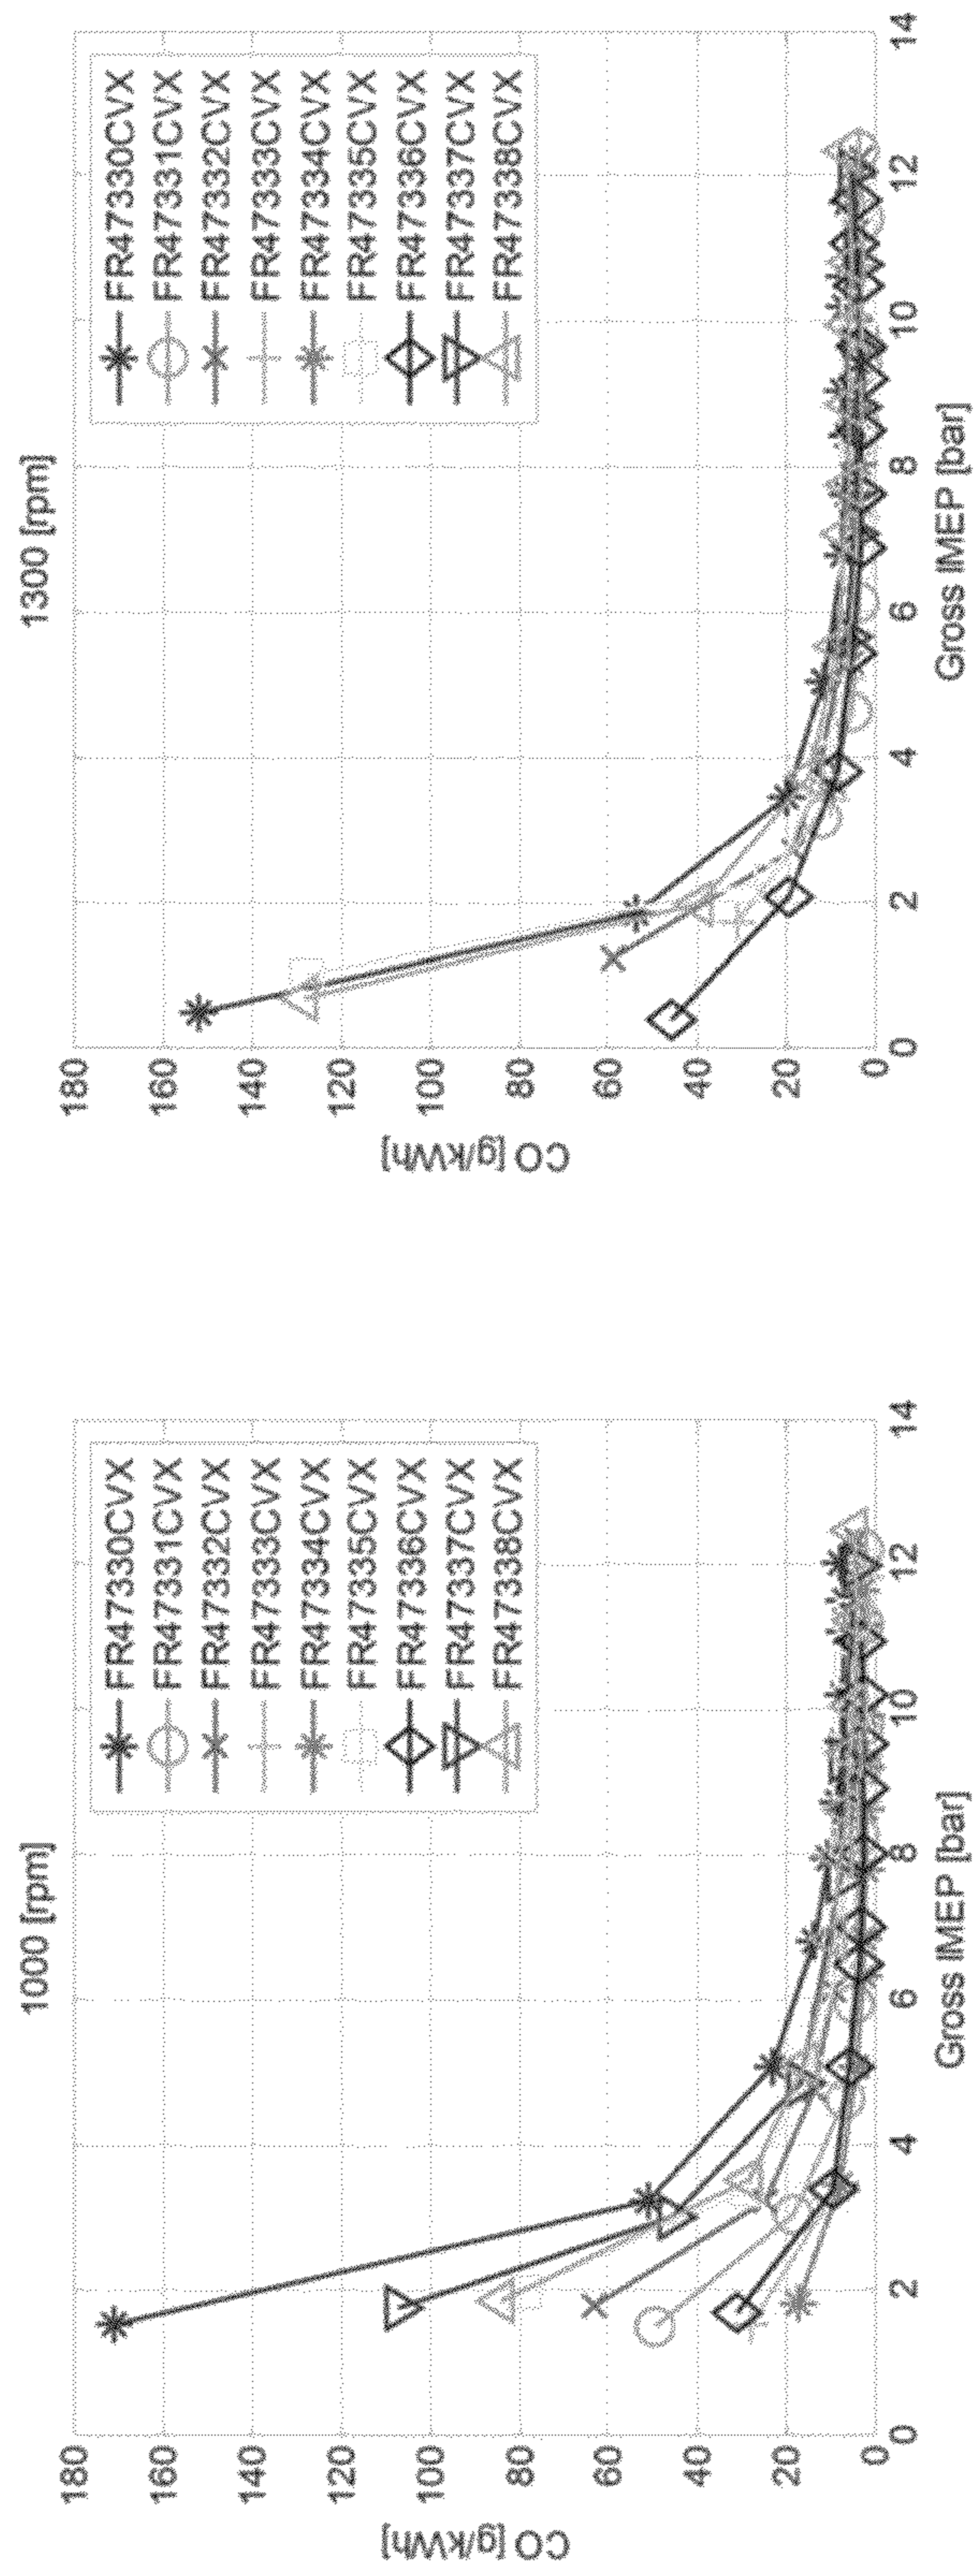 1000 [rpm]
CO [g/kWh]
180
160
140
120
100
80
60
40
20
0
FR47330CVX
FR47331CVX
FR47332CVX
FR47333CVX
FR47334CVX
FR47335CVX
FR47336CVX
FR47337CVX
FR47338CVX
0 2 4 6 8 10 12 14
Gross IMEP [bar]
1300 [rpm]
CO [g/kWh]
180
160
140
120
100
80
60
40
20
0
FR47330CVX
FR47331CVX
FR47332CVX
FR47333CVX
FR47334CVX
FR47335CVX
FR47336CVX
FR47337CVX
FR47338CVX
0 2 4 6 8 10 12 14
Gross IMEP [bar]